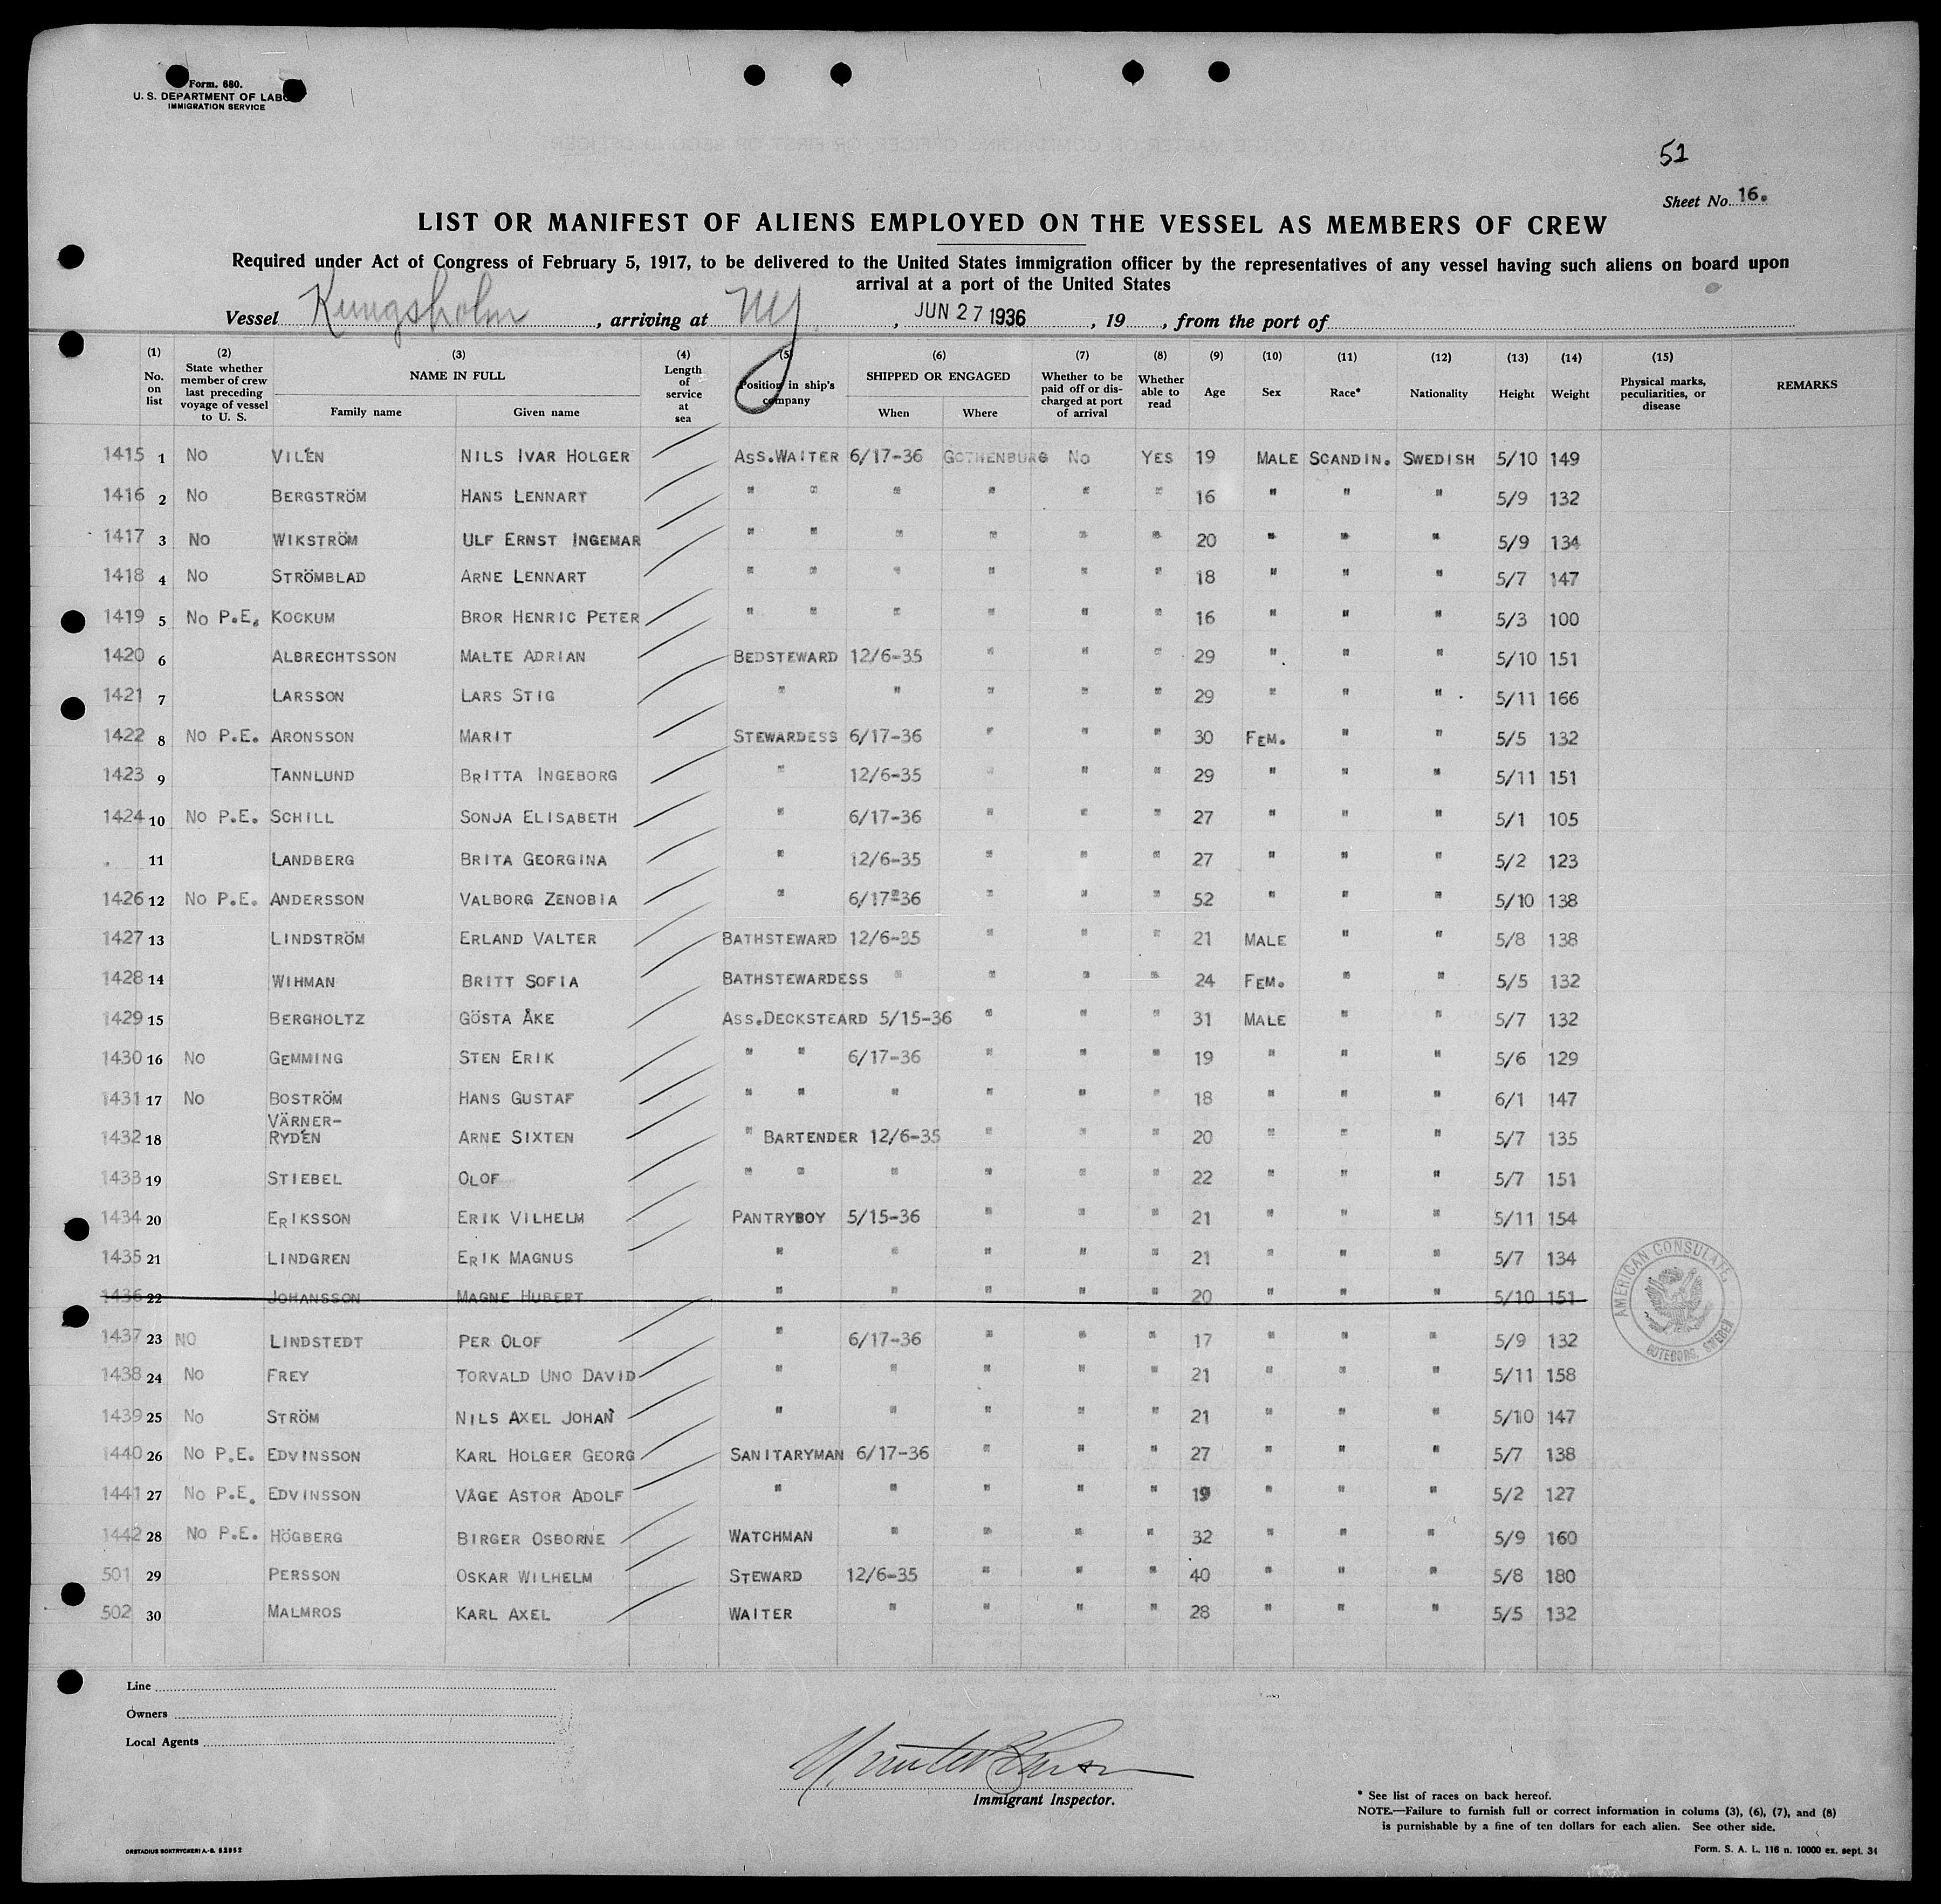 Form. 680.
U. S. DEPARTMENT OF LABO
IMMIGRATION SERVICE
52
Sheet No. 16.
LIST OR MANIFEST OF ALIENS EMPLOYED ON THE VESSEL AS MEMBERS OF CREW
Required under Act of Congress of February 5, 1917, to be delivered to the United States immigration officer by the representatives of any vessel having such aliens on board upon
arrival at a port of the United States
Vessel Kungsholm, arriving at NY, JUN 27 1936, 19, from the port of
(1) No. on list (2) State whether member of crew last preceding voyage of vessel to U. S. (3) NAME IN FULL Family name Given name (4) Length of service at sea (5) Position in ship's company (6) SHIPPED OR ENGAGED When Where (7) Whether to be paid off or discharged at port of arrival (8) Whether able to read (9) Age (10) Sex (11) Race* (12) Nationality (13) Height (14) Weight (15) Physical marks, peculiarities, or disease REMARKS
1415 1 No VILÉN NILS IVAR HOLGER ASS.WAITER 6/17-36 GOTHENBURG No YES 19 MALE SCANDIN. SWEDISH 5/10 149
1416 2 No BERGSTRÖM HANS LENNART " " " " " " 16 " " " 5/9 132
1417 3 No WIKSTRÖM ULF ERNST INGEMAR " " " " " " 20 " " " 5/9 134
1418 4 No STRÖMBLAD ARNE LENNART " " " " " " 18 " " " 5/7 147
1419 5 No P.E. KOCKUM BROR HENRIC PETER " " " " " " 16 " " " 5/3 100
1420 6 ALBRECHTSSON MALTE ADRIAN BEDSTEWARD 12/6-35 " " " 29 " " " 5/10 151
1421 7 LARSSON LARS STIG " " " " " 29 " " " 5/11 166
1422 8 No P.E. ARONSSON MARIT STEWARDESS 6/17-36 " " " 30 FEM. " " 5/5 132
1423 9 TANNLUND BRITTA INGEBORG " 12/6-35 " " " 29 " " " 5/11 151
1424 10 No P.E. SCHILL SONJA ELISABETH " 6/17-36 " " " 27 " " " 5/1 105
11 LANDBERG BRITA GEORGINA " 12/6-35 " " " 27 " " " 5/2 123
1426 12 No P.E. ANDERSSON VALBORG ZENOBIA " 6/17-36 " " " 52 " " " 5/10 138
1427 13 LINDSTRÖM ERLAND VALTER BATHSTEWARD 12/6-35 " " " 21 MALE " " 5/8 138
1428 14 WIHMAN BRITT SOFIA BATHSTEWARDESS " " " " 24 FEM. " " 5/5 132
1429 15 BERGHOLTZ GÖSTA ÅKE ASS.DECKSTEARD 5/15-36 " " " 31 MALE " " 5/7 132
1430 16 No GEMMING STEN ERIK " " 6/17-36 " " " 19 " " " 5/6 129
1431 17 No BOSTRÖM HANS GUSTAF " " " " " " 18 " " " 6/1 147
VÄRNER-
1432 18 RYDÉN ARNE SIXTEN " BARTENDER 12/6-35 " " " 20 " " " 5/7 135
1433 19 STIEBEL OLOF " " " " " " 22 " " " 5/7 151
1434 20 ERIKSSON ERIK VILHELM PANTRYBOY 5/15-36 " " " 21 " " " 5/11 154
1435 21 LINDGREN ERIK MAGNUS " " " " " 21 " " " 5/7 134
1436 22 JOHANSSON MAGNE HUBERT " " " " " 20 " " " 5/10 151
1437 23 NO LINDSTEDT PER OLOF " 6/17-36 " " " 17 " " " 5/9 132
1438 24 No FREY TORVALD UNO DAVID " " " " " 21 " " " 5/11 158
1439 25 No STRÖM NILS AXEL JOHAN " " " " " 21 " " " 5/10 147
1440 26 No P.E. EDVINSSON KARL HOLGER GEORG SANITARYMAN 6/17-36 " " " 27 " " " 5/7 138
1441 27 No P.E. EDVINSSON VÅGE ASTOR ADOLF " " " " " 19 " " " 5/2 127
1442 28 No P.E. HÖGBERG BIRGER OSBORNE WATCHMAN " " " " 32 " " " 5/9 160
501 29 PERSSON OSKAR WILHELM STEWARD 12/6-35 " " " 40 " " " 5/8 180
502 30 MALMROS KARL AXEL WAITER " " " " 28 " " " 5/5 132
AMERICAN CONSULATE,
GOTEBORG, SWEDEN
Line
Owners
Local Agents
Immigrant Inspector.
* See list of races on back hereof.
NOTE.—Failure to furnish full or correct information in colums (3), (6), (7), and (8)
is purnishable by a fine of ten dollars for each alien. See other side.
ORSTADIUS BOKTRYCKERI A.-B. 52952
Form. S. A. L. 116 n. 10000 ex. sept. 34